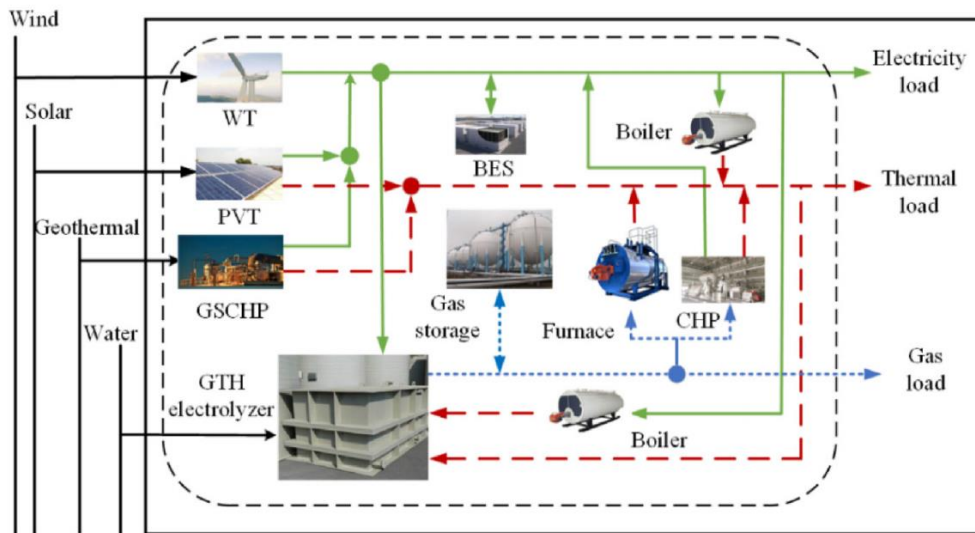 Wind
Solar
Geothermal
Water
WT
PVT
GSCHP
GTH
electrolyzer
BES
Gas
storage
Boiler
Furnace
CHP
Boiler
Electricity
load
Thermal
load
Gas
load